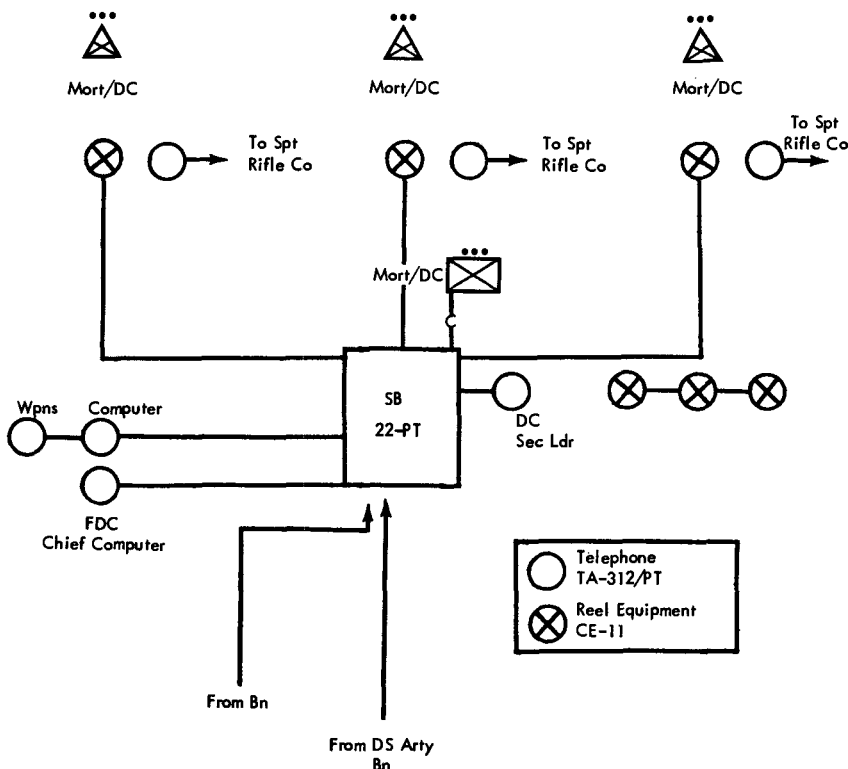 Mort/DC
Mort/DC
Mort/DC
To Spt
Rifle Co
To Spt
Rifle Co
To Spt
Rifle Co
Mort/DC
SB
22-PT
Wpns
Computer
DC
Sec Ldr
FDC
Chief Computer
Telephone
TA-312/PT
Reel Equipment
CE-11
From Bn
From DS Arty
Bn